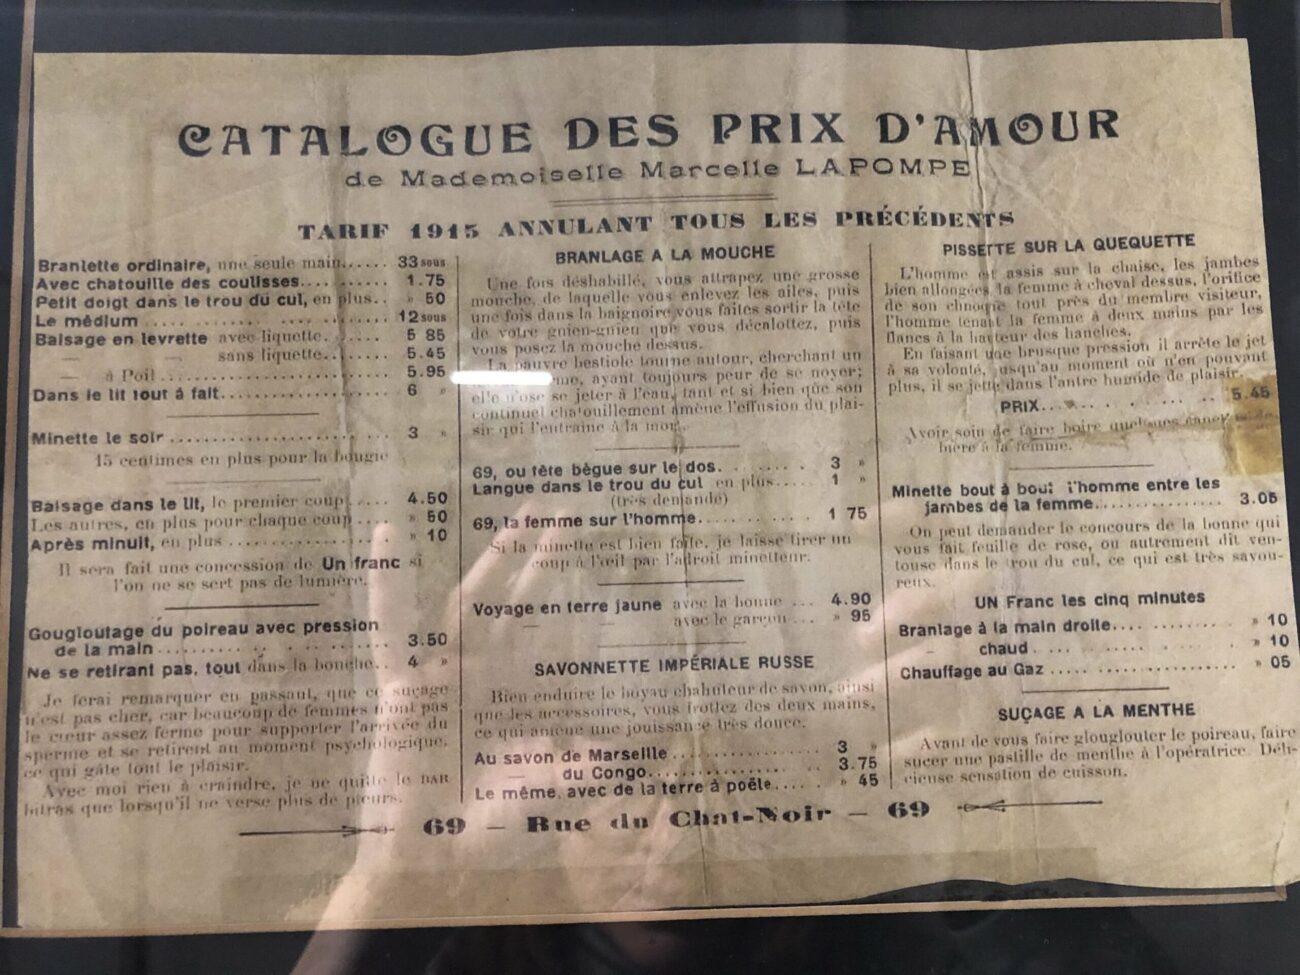 CATALOGUE DES PRIX D'AMOUR
de Mademoiselle Marcelle LAPOMPE
TARIF 1915 ANNULANT TOUS LES PRÉCÉDENTS
Branlette ordinaire, une seule main...... 33 sous
Avec chatouille des coulisses.......... 1.75
Petit doigt dans le trou du cul, en plus.. » 50
Le médium .......................... 12 sous
Baisage en levrette avec liquette....... 5 85
— — sans liquette....... 5.45
— à Poil ...................... 5.95
Dans le lit tout à fait.................. 6 »
Minette le soir ........................ 3 »
15 centimes en plus pour la bougie
Baisage dans le lit, le premier coup..... 4.50
Les autres, en plus pour chaque coup.... » 50
Après minuit, en plus .................. » 10
Il sera fait une concession de Un franc si
l'on ne se sert pas de lumière.
Gougloutage du poireau avec pression
de la main .......................... 3.50
Ne se retirant pas, tout dans la bouche.. 4 »
Je ferai remarquer en passant, que ce suçage
n'est pas cher, car beaucoup de femmes n'ont pas
le cœur assez ferme pour supporter l'arrivée du
sperme et se retirent au moment psychologique,
ce qui gâte tout le plaisir.
Avec moi rien à craindre, je ne quitte le bar
batras que lorsqu'il ne verse plus de pleurs.
BRANLAGE A LA MOUCHE
Une fois déshabillé, vous attrapez une grosse
mouche, de laquelle vous enlevez les ailes, puis
une fois dans la baignoire vous faites sortir la tête
de votre gnien-gnien que vous décalottez, puis
vous posez la mouche dessus.
La pauvre bestiole tourne autour, cherchant un
ayant toujours peur de se noyer;
elle n'ose se jeter à l'eau, tant et si bien que son
continuel chatouillement amène l'effusion du plai-
sir qui l'entraîne à la mort.
69, ou tête bêgue sur le dos. ........ 3 »
Langue dans le trou du cul en plus..... 1 »
(très demandé)
69, la femme sur l'homme............. 1 75
Si la minette est bien faite, je laisse tirer un
coup à l'œil par l'adroit minetteur.
Voyage en terre jaune avec la bonne ... 4.90
— — avec le garçon ... » 95
SAVONNETTE IMPÉRIALE RUSSE
Bien enduire le boyau chahuteur de savon, ainsi
que les accessoires, vous frottez des deux mains,
ce qui amène une jouissance très douce.
Au savon de Marseille................ 3 »
— du Congo.................. 3.75
Le même, avec de la terre à poële..... » 45
PISSETTE SUR LA QUEQUETTE
L'homme est assis sur la chaise, les jambes
bien allongées, la femme à cheval dessus, l'orifice
de son chnoque tout près du membre visiteur,
l'homme tenant la femme à deux mains par les
flancs à la hauteur des hanches.
En faisant une brusque pression il arrête le jet
à sa volonté, jusqu'au moment où n'en pouvant
plus, il se jette dans l'antre humide de plaisir.
PRIX.................. 5.45
Avoir soin de faire boire quelques
bière à la femme.
Minette bout à bout l'homme entre les
jambes de la femme................ 3.05
On peut demander le concours de la bonne qui
vous fait feuille de rose, ou autrement dit ven-
touse dans le trou du cul, ce qui est très savou-
reux.
UN Franc les cinq minutes
Branlage à la main droite............. » 10
— chaud .................... » 10
Chauffage au Gaz ................... » 05
SUÇAGE A LA MENTHE
Avant de vous faire glouglouter le poireau, faire
sucer une pastille de menthe à l'opératrice. Déli-
cieuse sensation de cuisson.
69 — Rue du Chat-Noir — 69